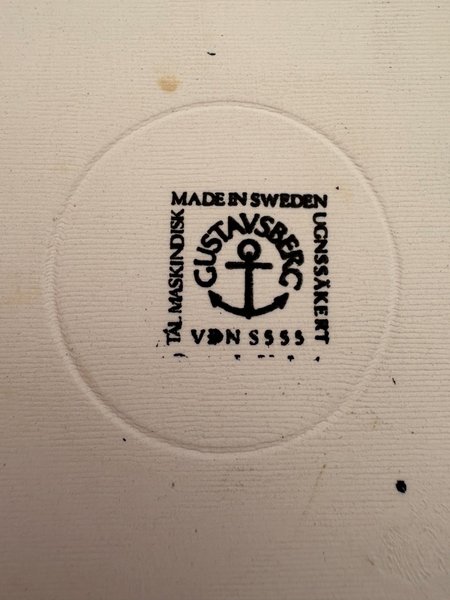 MADE IN SWEDEN
UGNSSÄKERT
TÅL MASKINDISK
GUSTAVSBERG
VDN SSSS